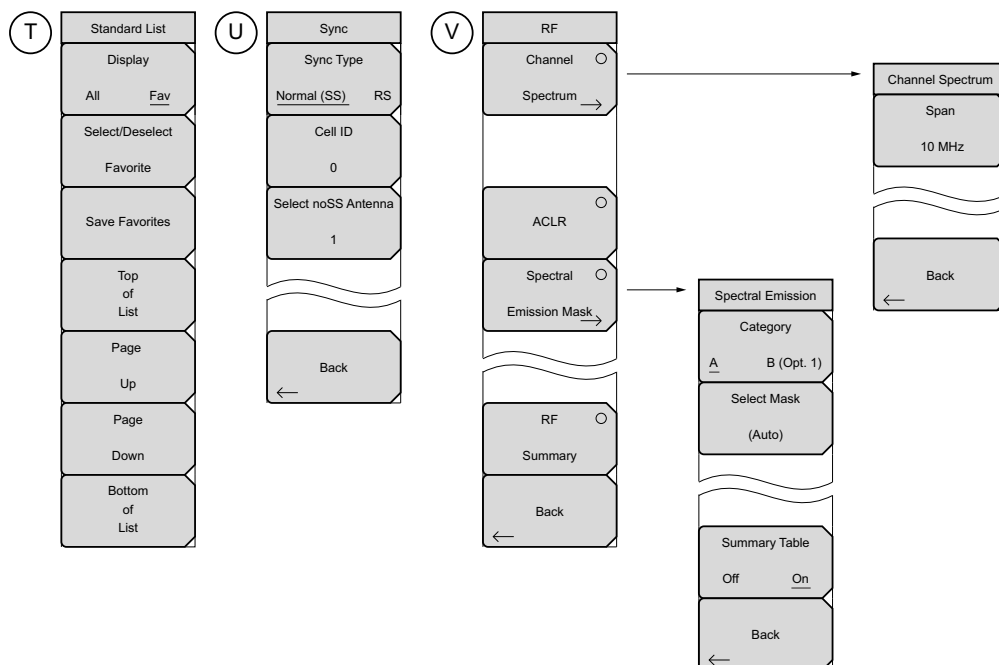 T
Standard List
Display
All Fav
Select/Deselect
Favorite
Save Favorites
Top
of
List
Page
Up
Page
Down
Bottom
of
List
U
Sync
Sync Type
Normal (SS) RS
Cell ID
0
Select noSS Antenna
1
Back
V
RF
Channel
Spectrum
ACLR
Spectral
Emission Mask
RF
Summary
Back
Spectral Emission
Category
A B (Opt. 1)
Select Mask
(Auto)
Summary Table
Off On
Back
Channel Spectrum
Span
10 MHz
Back